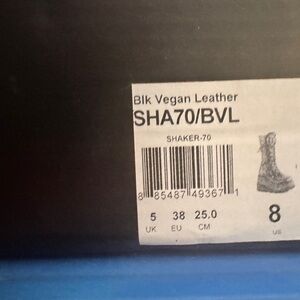 Blk Vegan Leather
SHA70/BVL
SHAKER-70
8 85487 49367 1
5 38 25.0 8
UK EU CM US